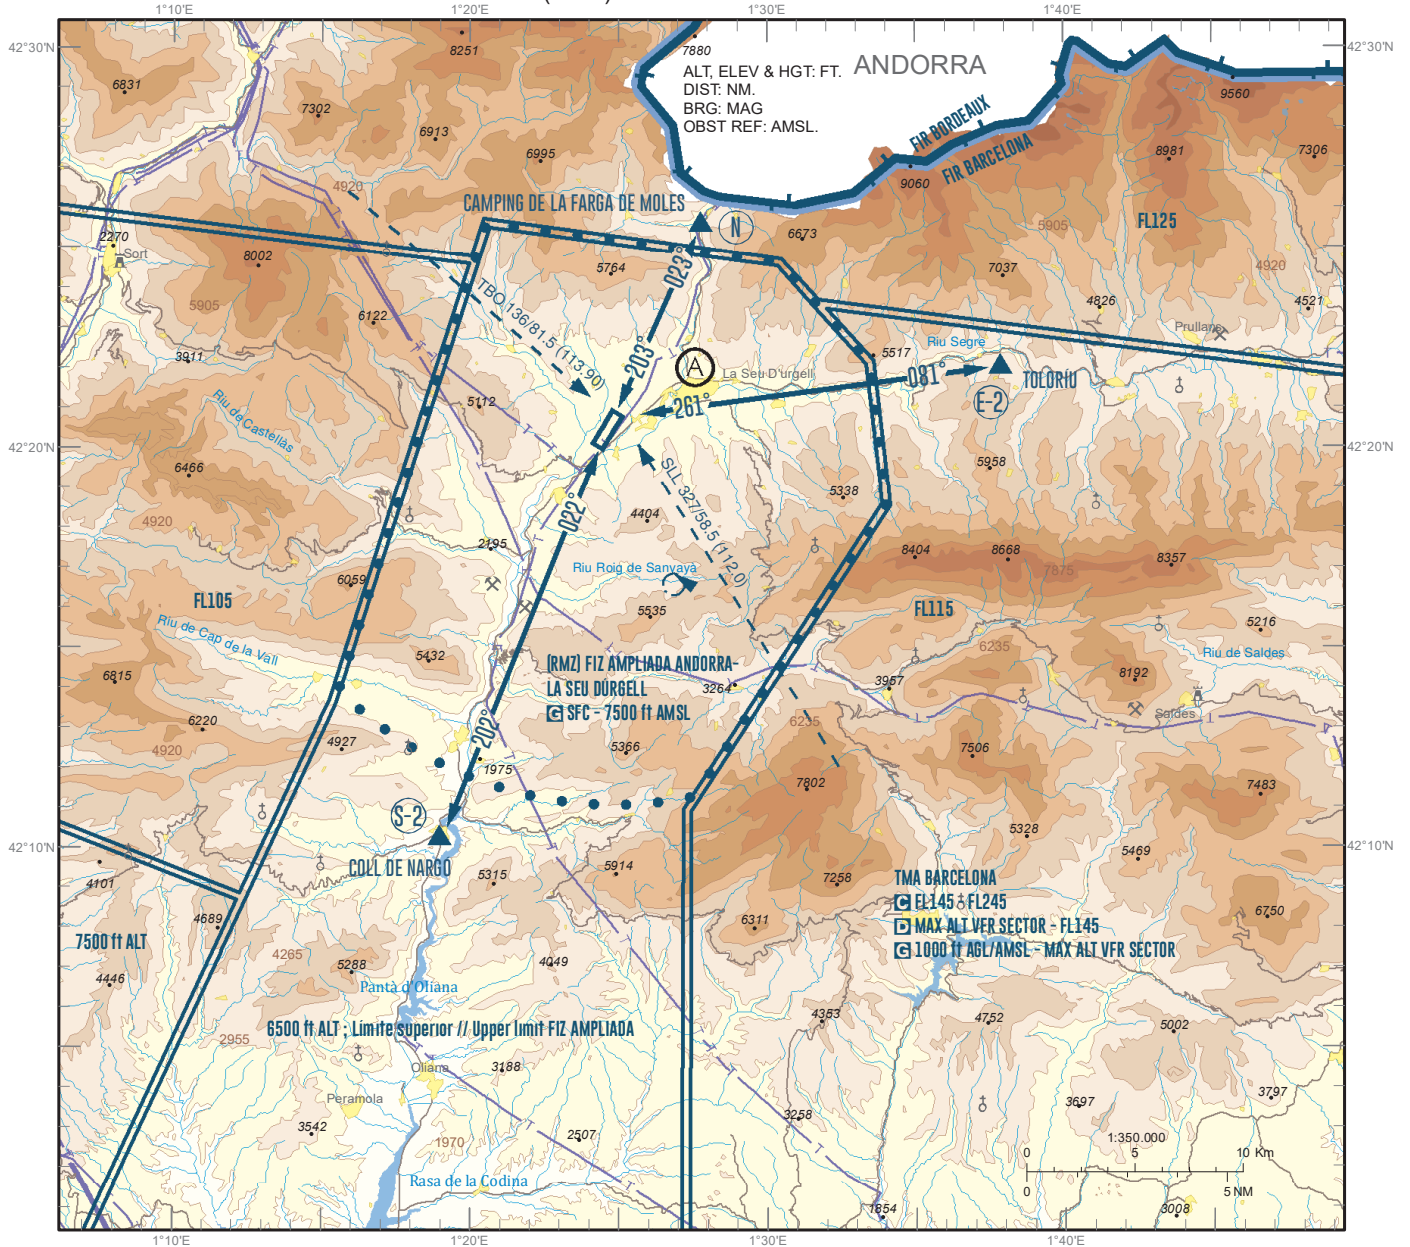 1°10'E
1°20'E
1°30'E
1°40'E
42°30'N
42°30'N
8251
7880
ALT, ELEV & HGT: FT.
DIST: NM.
BRG: MAG
OBST REF: AMSL.
ANDORRA
6831
7302
6913
6995
9560
FIR BORDEAUX
FIR BARCELONA
8981
7306
9060
4920
CAMPING DE LA FARGA DE MOLES
N
6673
5905
FL125
2270
Sort
8002
5764
023°
7037
4920
5905
TBO 136/81.5 (113.90)
6122
4826
4521
Prullans
3911
203°
A
5517
Riu Segre
La Seu D'urgell
081°
TOLORIU
E-2
5112
261°
Riu de Castellàs
42°20'N
42°20'N
6466
SLL 327/58.5 (112.0)
5958
5338
4920
022°
4404
2195
8404
8668
8357
7875
Riu Roig de Sanvaya
6059
FL105
5535
FL115
5216
Riu de Cap de la Vall
5432
6235
Riu de Saldes
(RMZ) FIZ AMPLIADA ANDORRA-
LA SEU DÚRGELL
G SFC - 7500 ft AMSL
6815
3264
3957
8192
Saldes
6220
4927
202°
6235
4920
5366
7506
1975
7802
7483
S-2
5328
42°10'N
42°10'N
COLL DE NARGÓ
5469
4101
5315
5914
7258
TMA BARCELONA
C FL145 - FL245
D MAX ALT VFR SECTOR - FL145
G 1000 ft AGL/AMSL - MAX ALT VFR SECTOR
4689
6311
6750
7500 ft ALT
4265
5288
4049
4446
Pantà d'Oliana
6500 ft ALT ; Límite superior // Upper limit FIZ AMPLIADA
4353
4752
5002
2955
Oliana
3188
Peramola
3542
3258
3697
3797
1970
2507
1:350.000
0 5 10 Km
0 5 NM
Rasa de la Codina
1854
3008
1°10'E
1°20'E
1°30'E
1°40'E